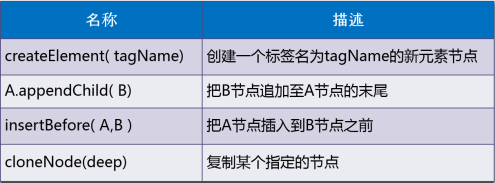 名称 描述
createElement( tagName) 创建一个标签名为tagName的新元素节点
A.appendChild( B) 把B节点追加至A节点的末尾
insertBefore( A,B ) 把A节点插入到B节点之前
cloneNode(deep) 复制某个指定的节点